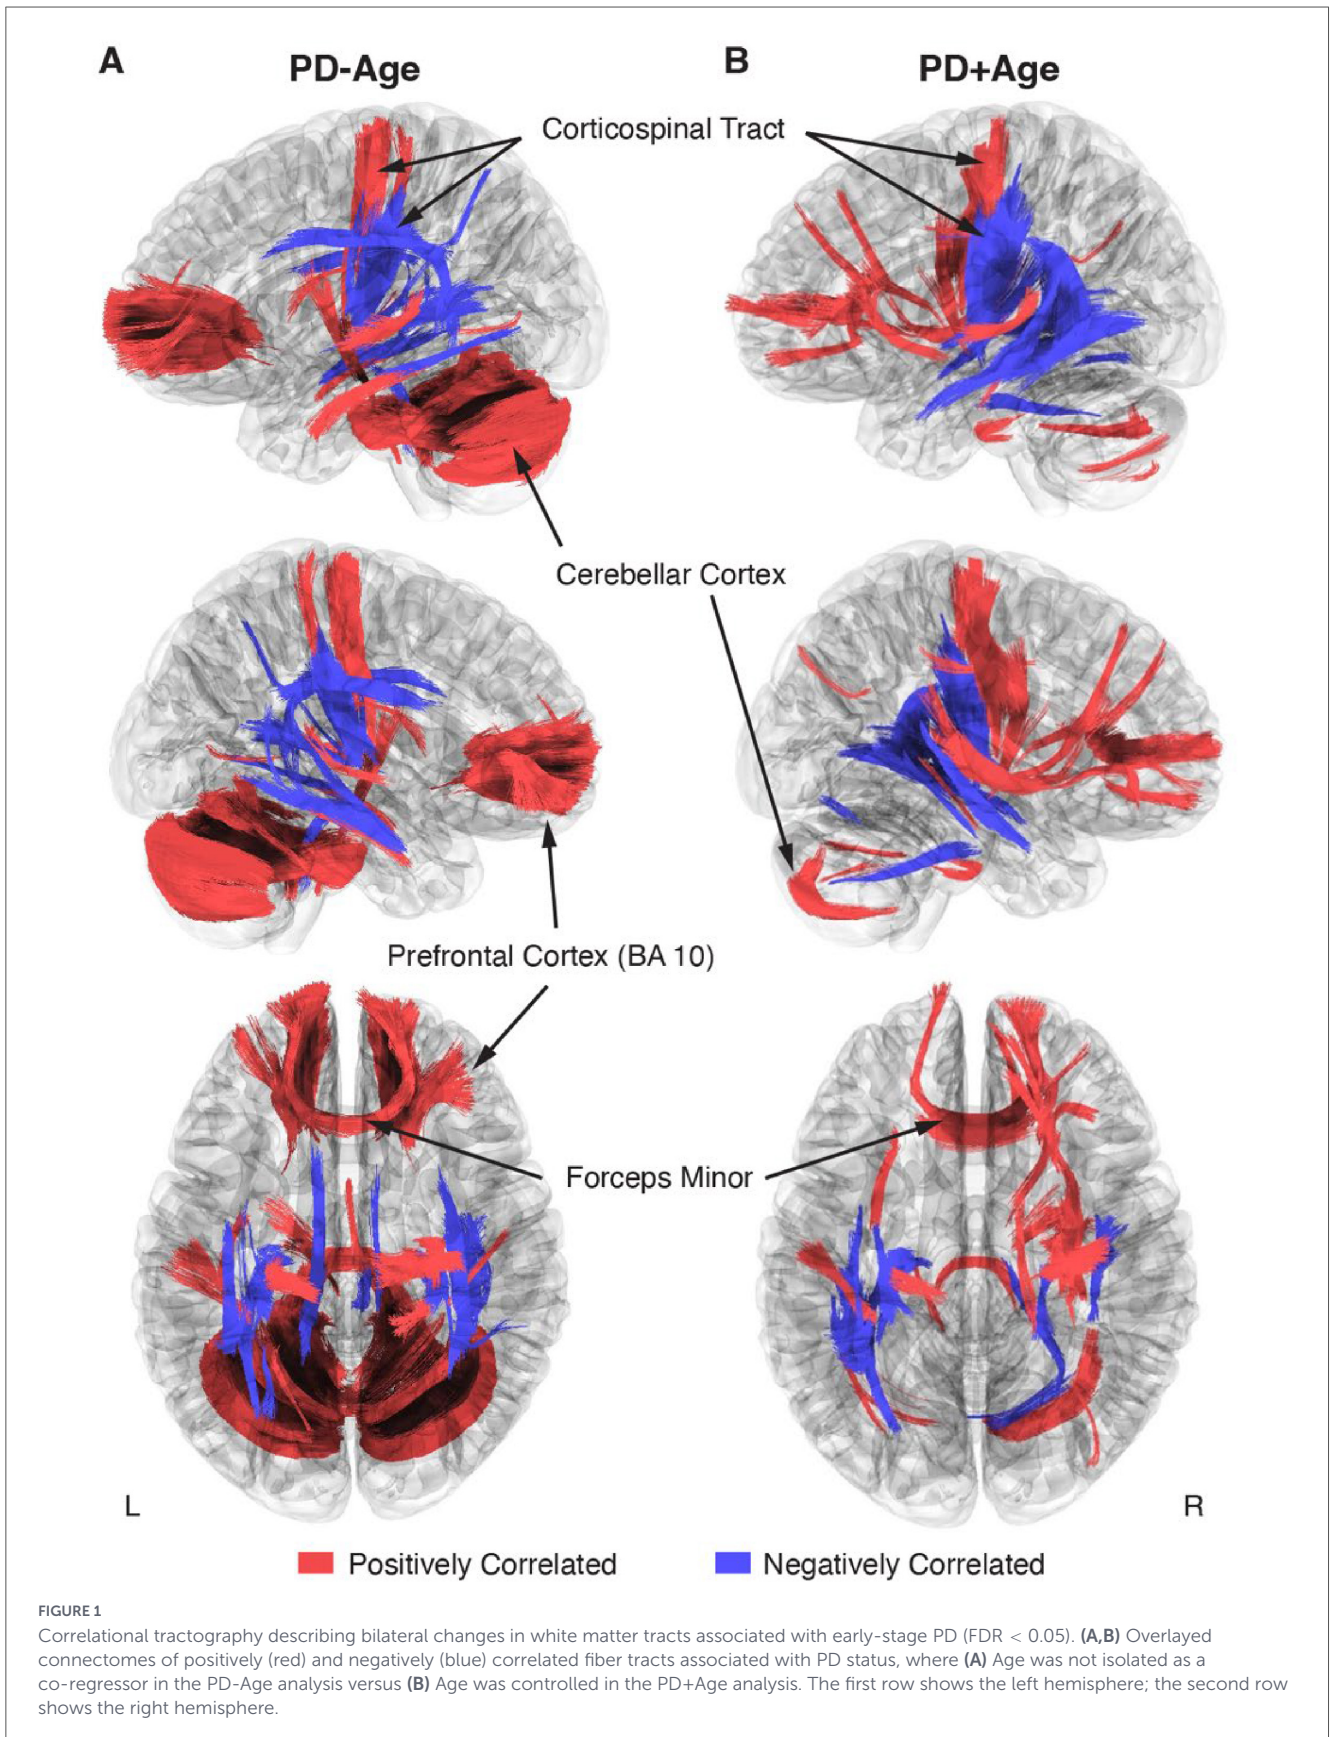 A
PD-Age
B
PD+Age
Corticospinal Tract
Cerebellar Cortex
Prefrontal Cortex (BA 10)
Forceps Minor
L
R
Positively Correlated
Negatively Correlated
FIGURE 1
Correlational tractography describing bilateral changes in white matter tracts associated with early-stage PD (FDR < 0.05). (A,B) Overlayed
connectomes of positively (red) and negatively (blue) correlated fiber tracts associated with PD status, where (A) Age was not isolated as a
co-regressor in the PD-Age analysis versus (B) Age was controlled in the PD+Age analysis. The first row shows the left hemisphere; the second row
shows the right hemisphere.